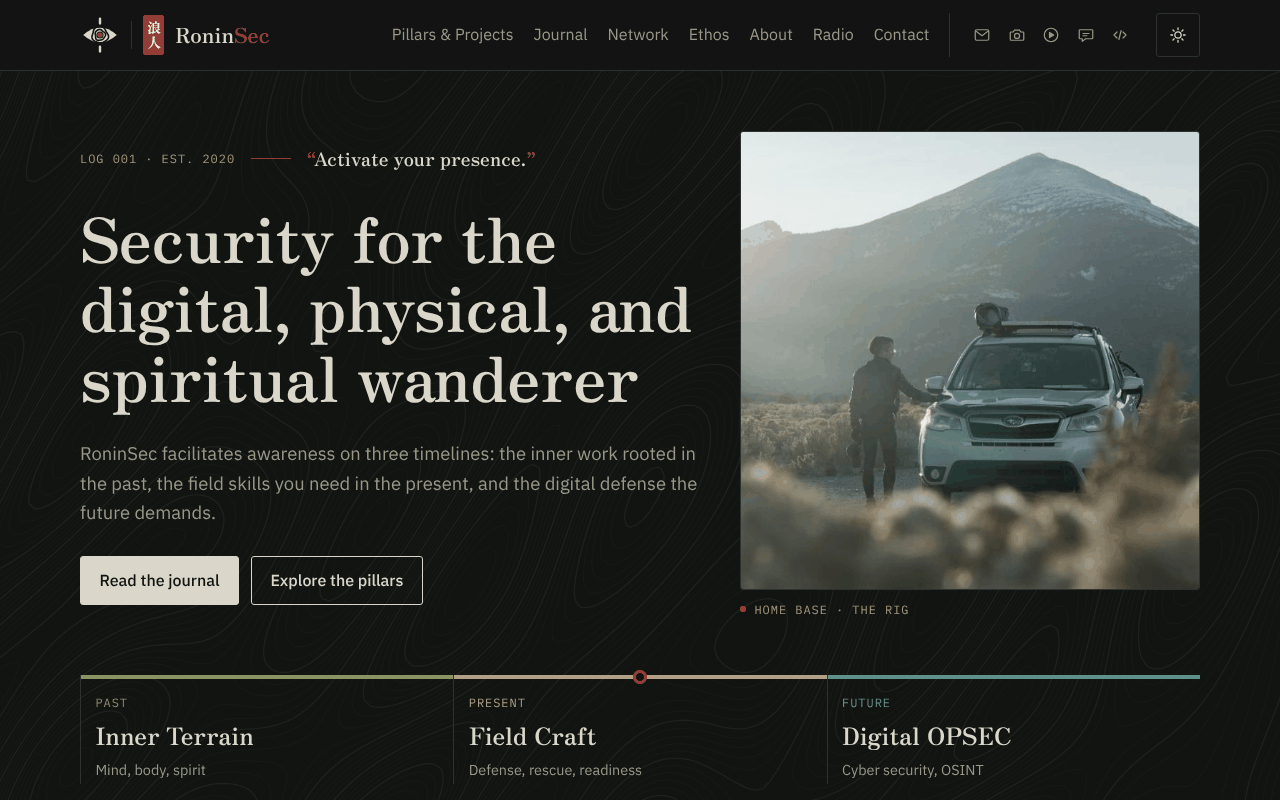 浪人
RoninSec
Pillars & Projects
Journal
Network
Ethos
About
Radio
Contact
LOG 001 · EST. 2020
“Activate your presence.”
Security for the
digital, physical, and
spiritual wanderer
RoninSec facilitates awareness on three timelines: the inner work rooted in
the past, the field skills you need in the present, and the digital defense the
future demands.
Read the journal
Explore the pillars
HOME BASE · THE RIG
PAST
Inner Terrain
Mind, body, spirit
PRESENT
Field Craft
Defense, rescue, readiness
FUTURE
Digital OPSEC
Cyber security, OSINT